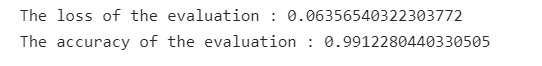 The loss of the evaluation : 0.06356540322303772
The accuracy of the evaluation : 0.9912280440330505